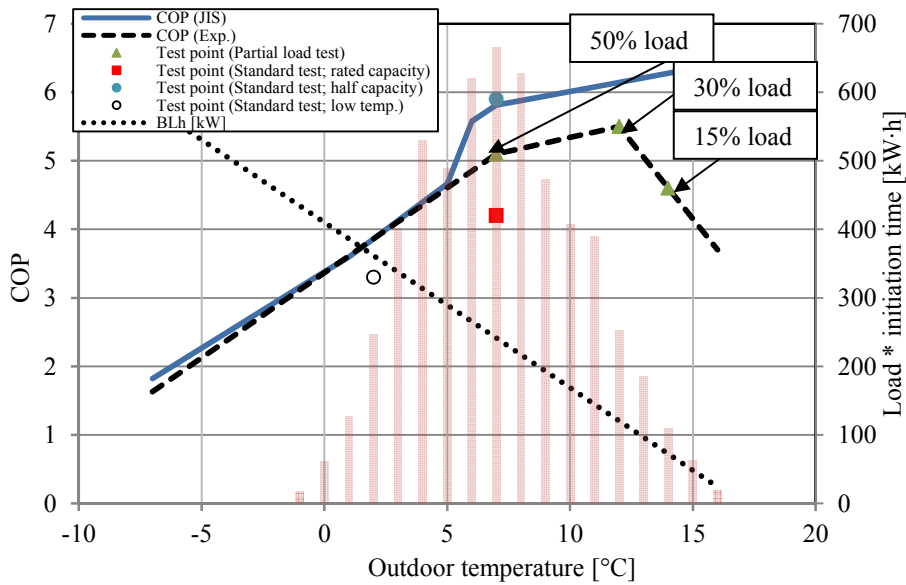 7
6
5
4
3
2
1
0
COP
COP (JIS)
COP (Exp.)
Test point (Partial load test)
Test point (Standard test; rated capacity)
Test point (Standard test; half capacity)
Test point (Standard test; low temp.)
BLh [kW]
50% load
30% load
15% load
700
600
500
400
300
200
100
0
Load * initiation time [kW·h]
-10
-5
0
5
10
15
20
Outdoor temperature [°C]